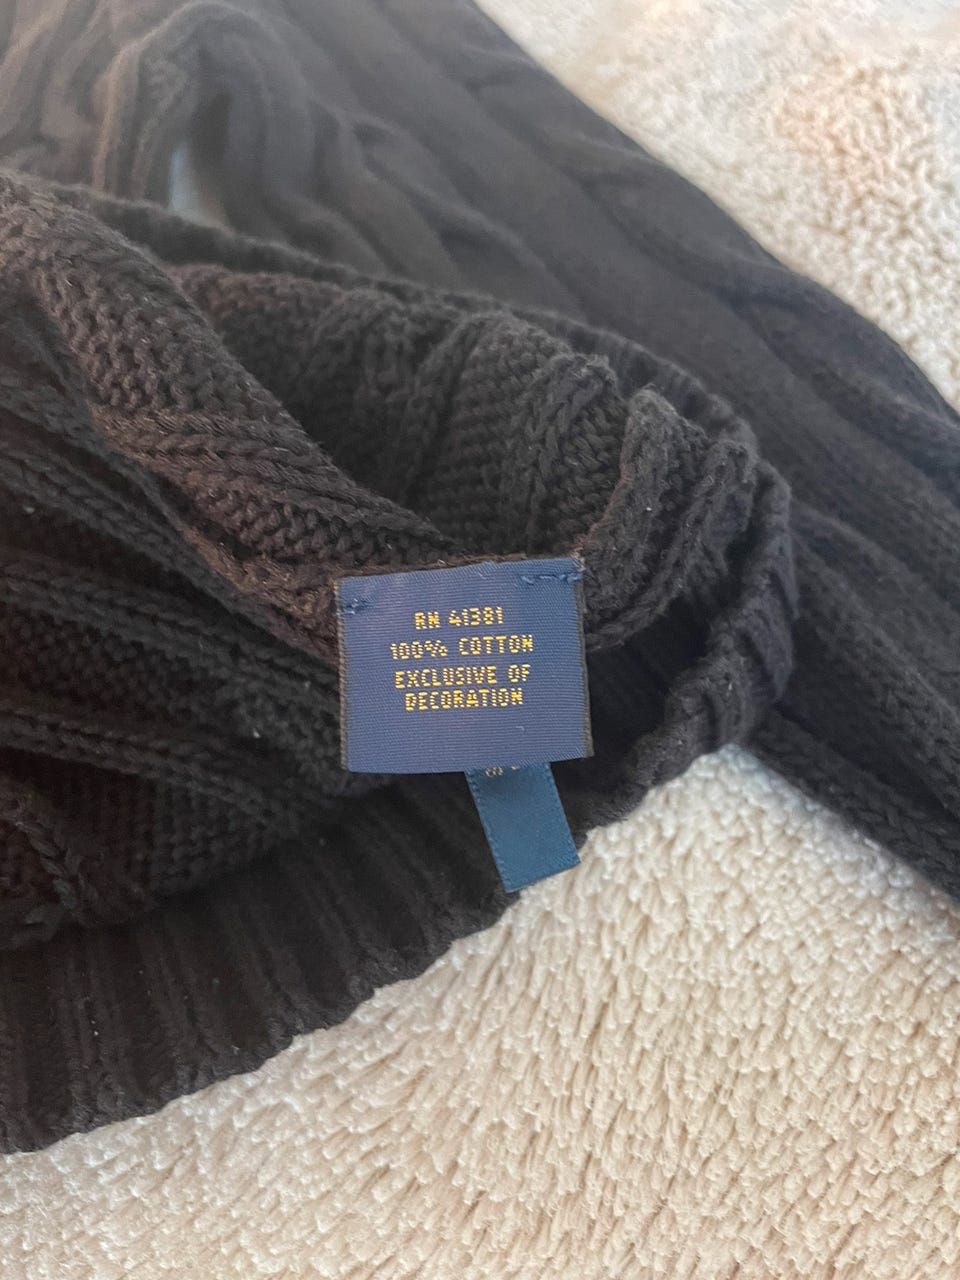 RN 41381
100% COTTON
EXCLUSIVE OF
DECORATION